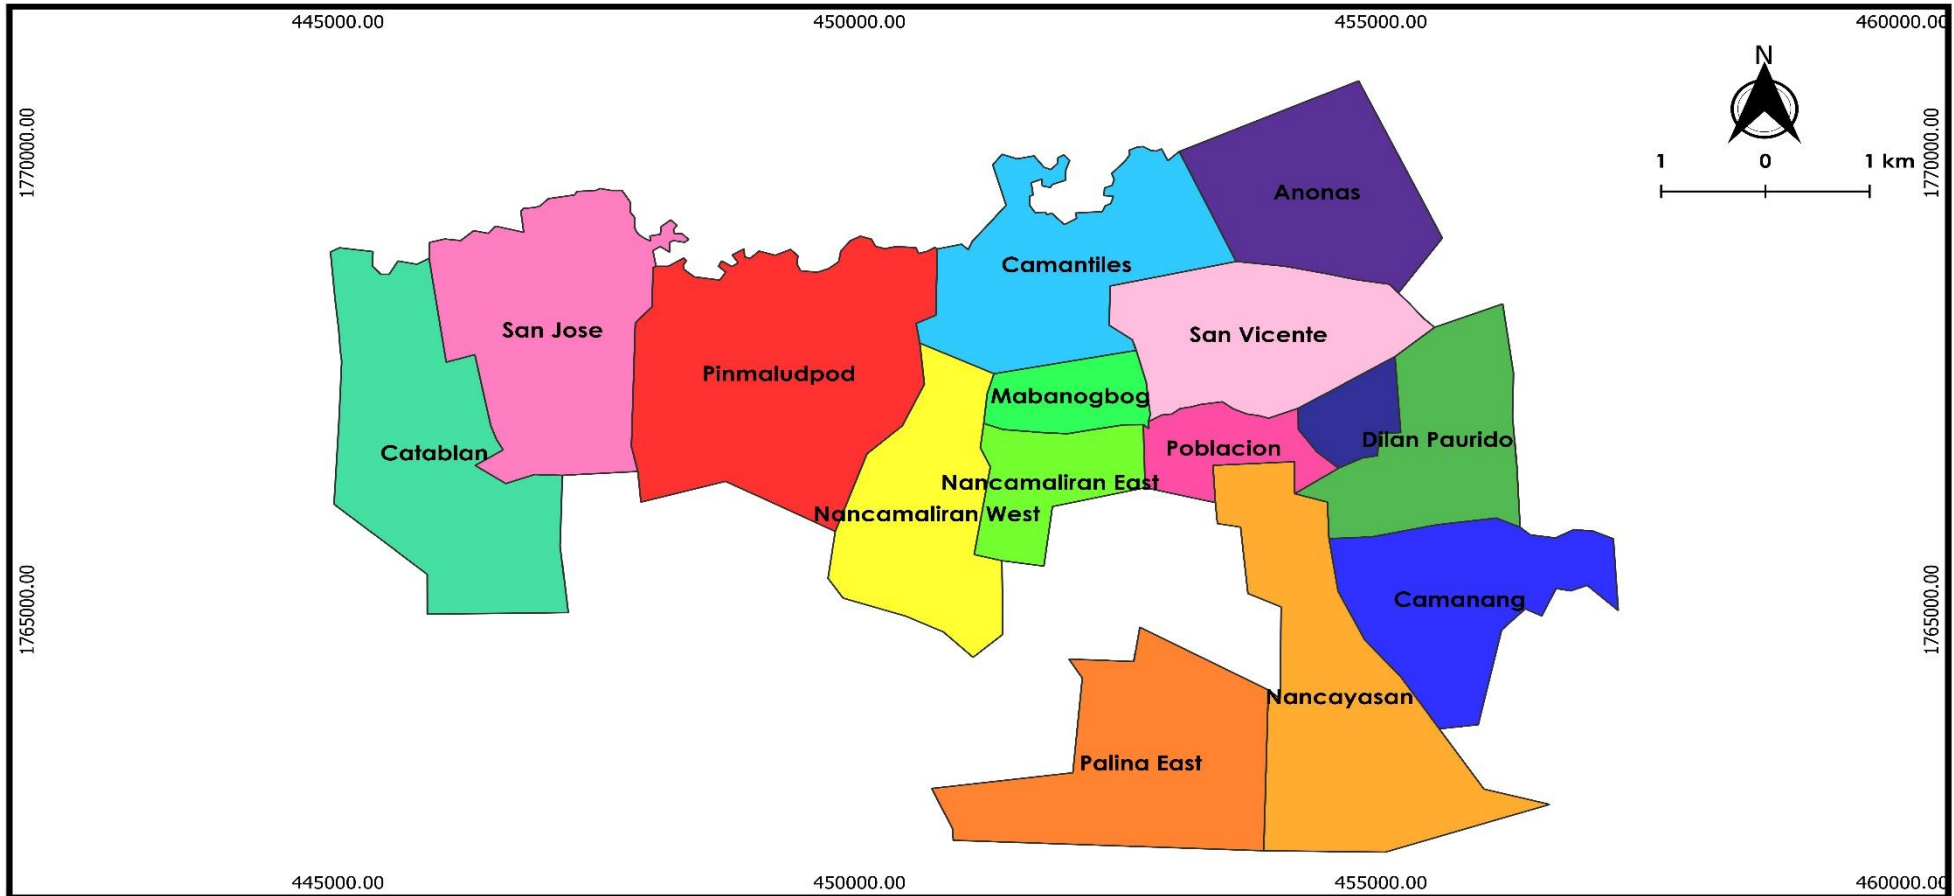 445000.00
450000.00
455000.00
460000.00
N
1 0 1 km
1770000.00
1770000.00
Anonas
Camantiles
San Jose
San Vicente
Pinmaludpod
Mabanogbog
Dilan Paurido
Poblacion
Catablan
Nancamaliran East
Nancamaliran West
1765000.00
1765000.00
Camanang
Nancayasan
Palina East
445000.00
450000.00
455000.00
460000.00